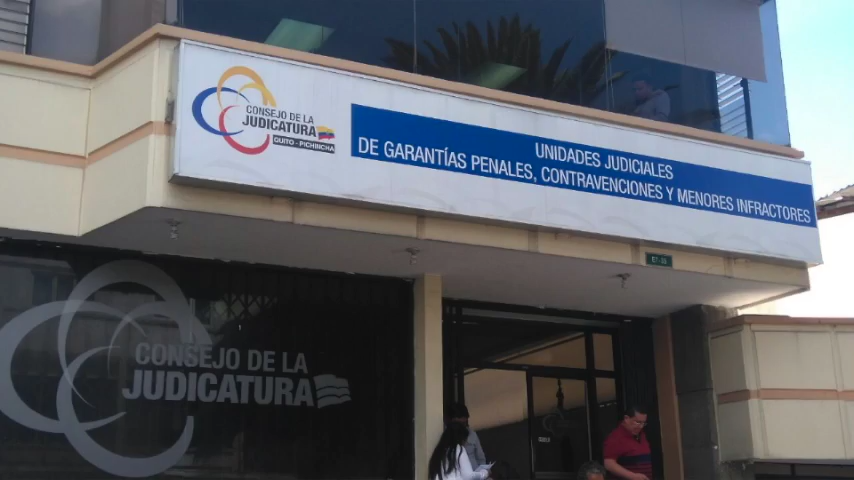 CONSEJO DE LA
JUDICATURA
QUITO - PICHINCHA
UNIDADES JUDICIALES
DE GARANTÍAS PENALES, CONTRAVENCIONES Y MENORES INFRACTORES
CONSEJO DE LA
JUDICATURA